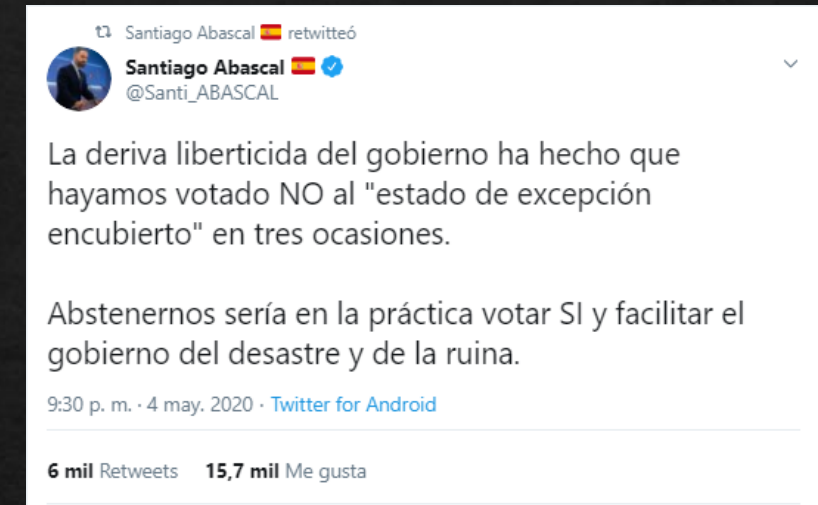 Santiago Abascal 🇪🇸 retwitteó
Santiago Abascal 🇪🇸
@Santi_ABASCAL
La deriva liberticida del gobierno ha hecho que
hayamos votado NO al "estado de excepción
encubierto" en tres ocasiones.
Abstenernos sería en la práctica votar SI y facilitar el
gobierno del desastre y de la ruina.
9:30 p. m. · 4 may. 2020 · Twitter for Android
6 mil Retweets 15,7 mil Me gusta